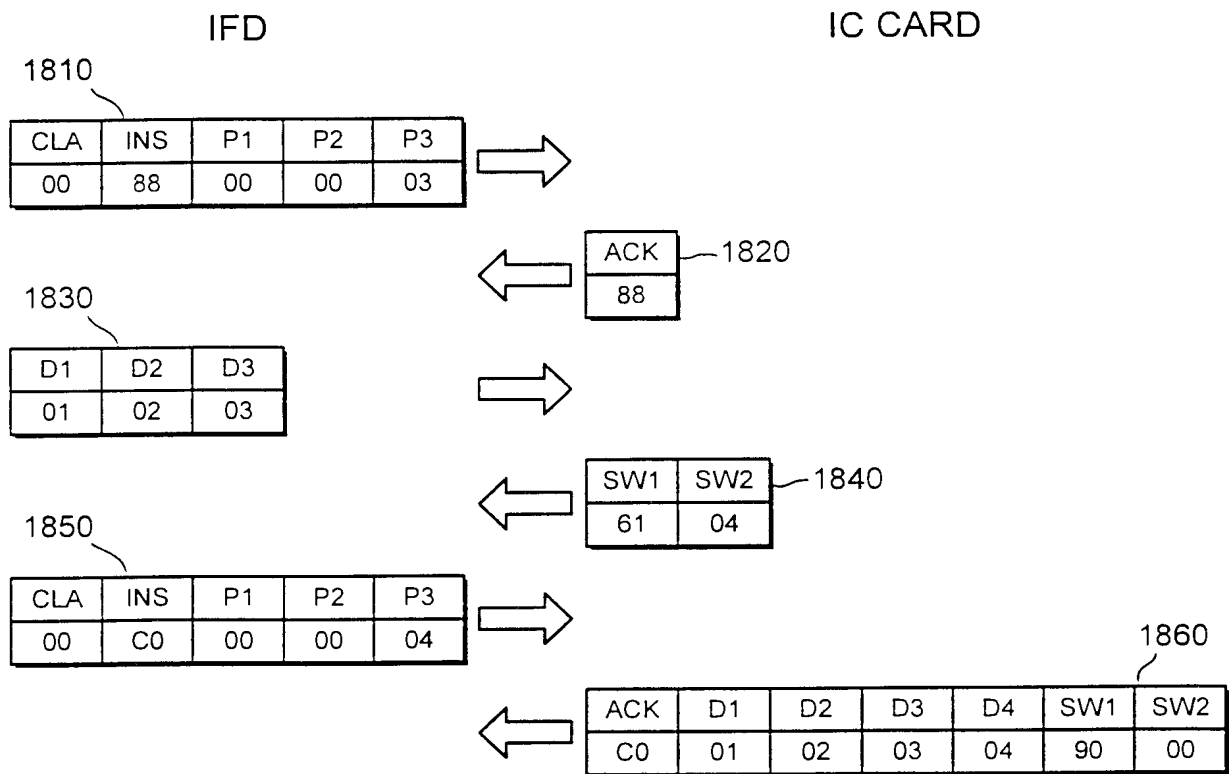 IFD
IC CARD
1810
CLA INS P1 P2 P3
00 88 00 00 03
ACK
1820
88
1830
D1 D2 D3
01 02 03
SW1 SW2
1840
61 04
1850
CLA INS P1 P2 P3
00 C0 00 00 04
1860
ACK D1 D2 D3 D4 SW1 SW2
C0 01 02 03 04 90 00